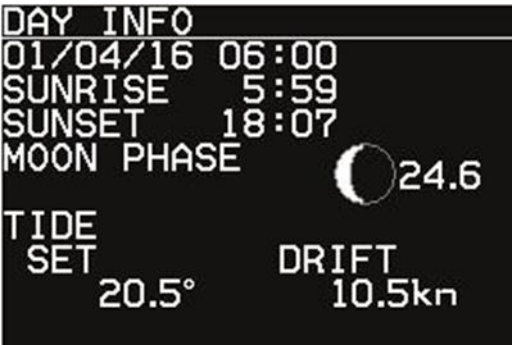 DAY INFO
01/04/16 06:00
SUNRISE 5:59
SUNSET 18:07
MOON PHASE
24.6
TIDE
SET DRIFT
20.5° 10.5kn